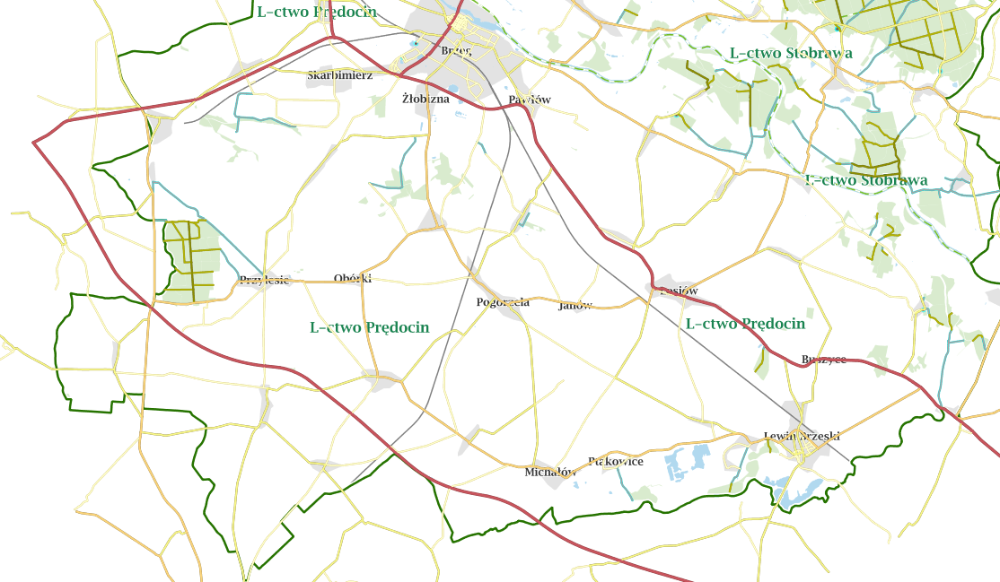 L-ctwo Prędocin
Brzeg
L-ctwo Stobrawa
Skarbimierz
Żłobizna
Pawłów
L-ctwo Stobrawa
Przylesie
Obórki
Łosiów
Pogorzela
Janów
L-ctwo Prędocin
L-ctwo Prędocin
Buszyce
Lewin Brzeski
Ptakowice
Michałów